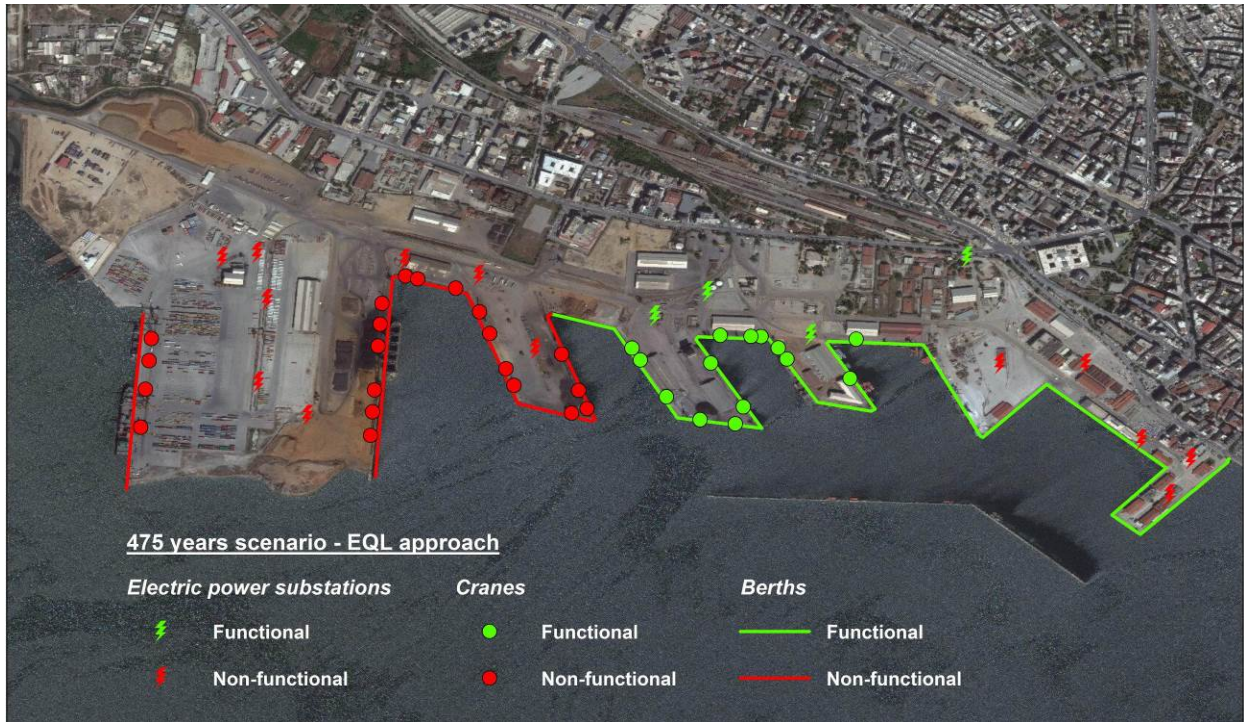 475 years scenario - EQL approach
Electric power substations Cranes Berths
Functional Functional Functional
Non-functional Non-functional Non-functional